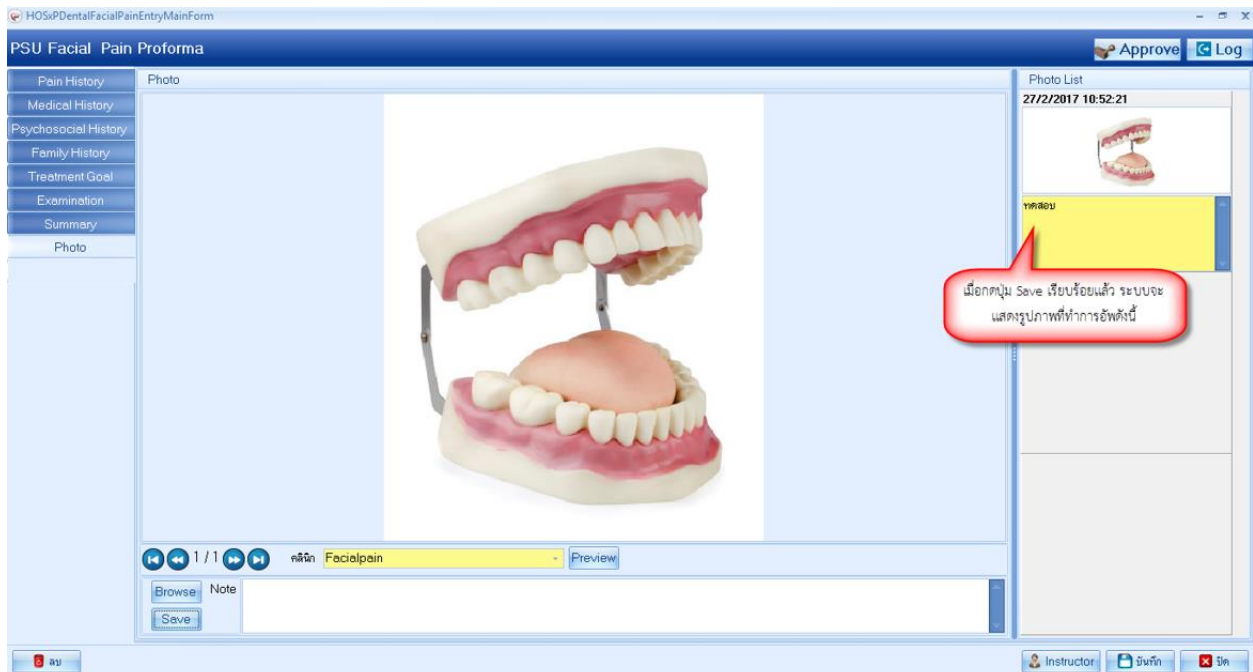 HOSxPDentalFacialPainEntryMainForm
PSU Facial Pain Proforma
Approve
Log
Pain History
Medical History
Psychosocial History
Family History
Treatment Goal
Examination
Summary
Photo
Photo
Photo List
27/2/2017 10:52:21
ทดสอบ
เมื่อกดปุ่ม Save เรียบร้อยแล้ว ระบบจะ
แสดงรูปภาพที่ทำการอัพดังนี้
1 / 1
คลินิก
Facialpain
Preview
Browse
Note
Save
ลบ
Instructor
บันทึก
ปิด